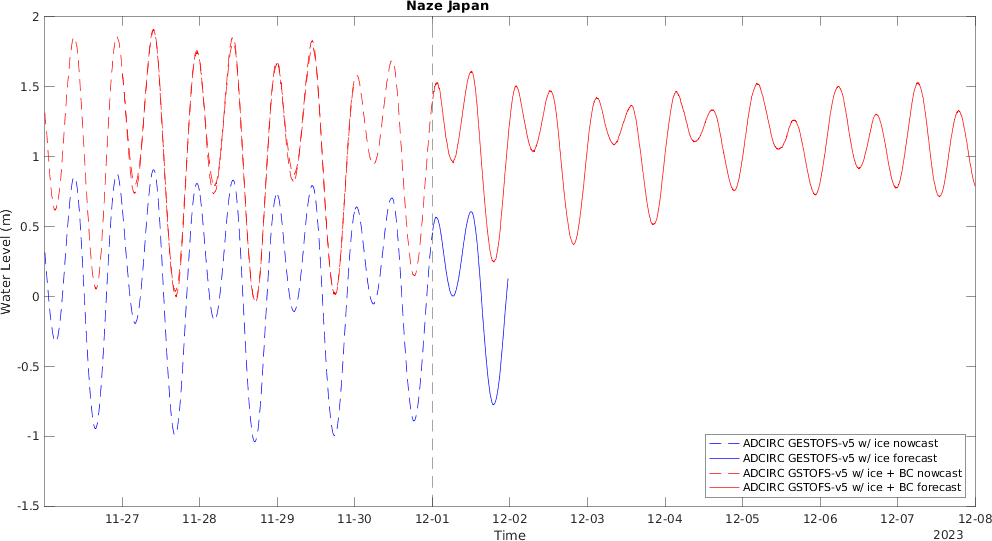 Naze Japan
2
1.5
1
0.5
0
-0.5
-1
-1.5
Water Level (m)
ADCIRC GESTOFS-v5 w/ ice nowcast
ADCIRC GESTOFS-v5 w/ ice forecast
ADCIRC GSTOFS-v5 w/ ice + BC nowcast
ADCIRC GSTOFS-v5 w/ ice + BC forecast
11-27 11-28 11-29 11-30 12-01 12-02 12-03 12-04 12-05 12-06 12-07 12-08
Time
2023